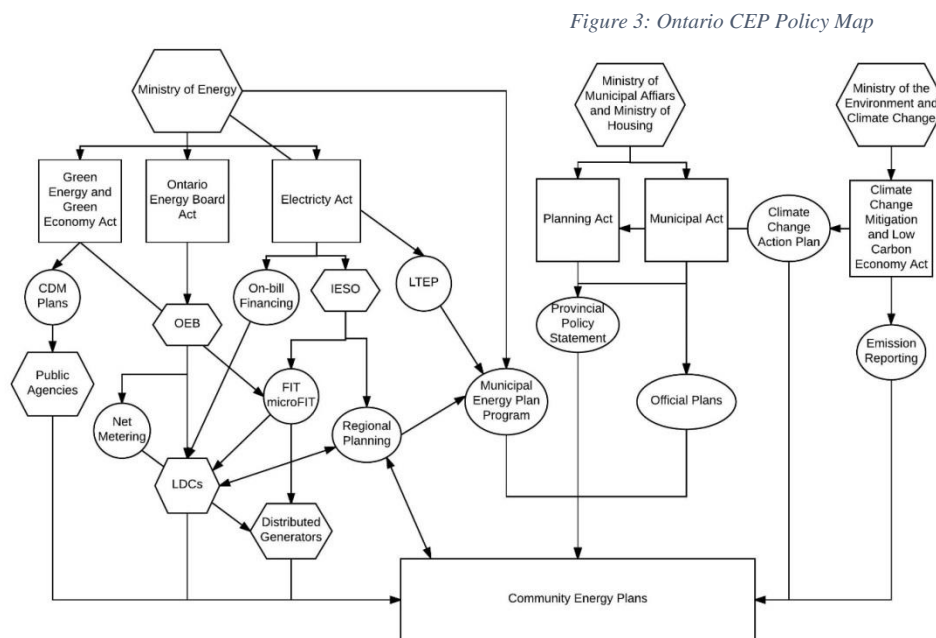 Figure 3: Ontario CEP Policy Map
Ministry of Energy
Ministry of
Municipal Affiars
and Ministry of
Housing
Ministry of the
Environment and
Climate Change
Green
Energy and
Green
Economy Act
Ontario
Energy Board
Act
Electricty Act
Planning Act
Municipal Act
Climate
Change
Action Plan
Climate
Change
Mitigation
and Low
Carbon
Economy Act
CDM
Plans
OEB
On-bill
Financing
IESO
LTEP
Provincial
Policy
Statement
Emission
Reporting
Public
Agencies
Net
Metering
FIT
microFIT
Regional
Planning
Municipal
Energy Plan
Program
Official Plans
LDCs
Distributed
Generators
Community Energy Plans